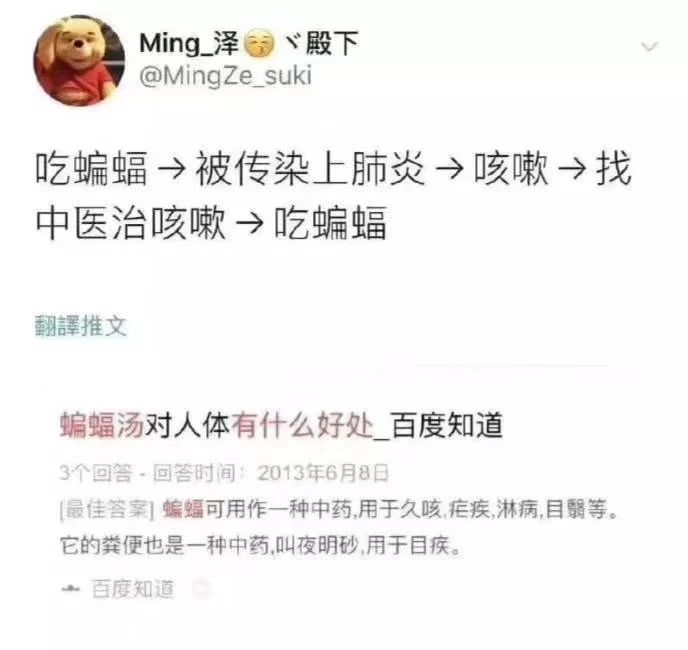 Ming_泽😚ヾ殿下
@MingZe_suki
吃蝙蝠→被传染上肺炎→咳嗽→找
中医治咳嗽→吃蝙蝠
翻譯推文
蝙蝠汤对人体有什么好处_百度知道
3个回答 - 回答时间：2013年6月8日
[最佳答案] 蝙蝠可用作一种中药,用于久咳,疟疾,淋病,目翳等。
它的粪便也是一种中药,叫夜明砂,用于目疾。
百度知道